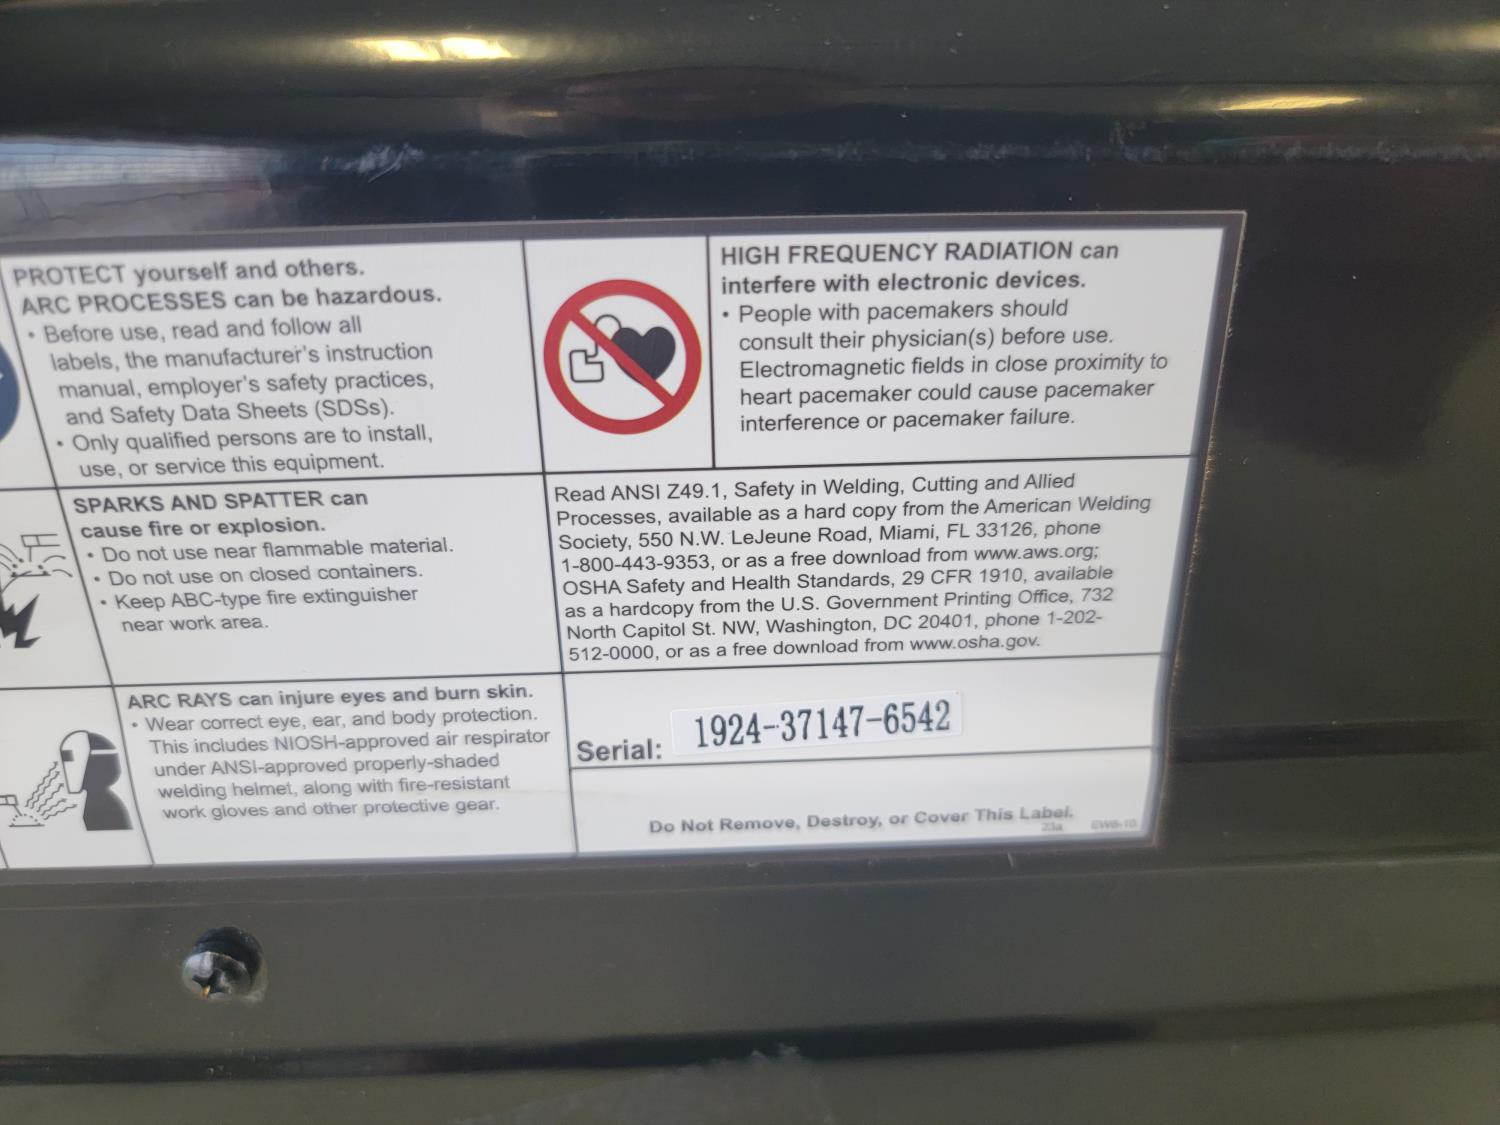 PROTECT yourself and others.
ARC PROCESSES can be hazardous.
• Before use, read and follow all
labels, the manufacturer's instruction
manual, employer's safety practices,
and Safety Data Sheets (SDSs).
• Only qualified persons are to install,
use, or service this equipment.
HIGH FREQUENCY RADIATION can
interfere with electronic devices.
• People with pacemakers should
consult their physician(s) before use.
Electromagnetic fields in close proximity to
heart pacemaker could cause pacemaker
interference or pacemaker failure.
SPARKS AND SPATTER can
cause fire or explosion.
• Do not use near flammable material.
• Do not use on closed containers.
• Keep ABC-type fire extinguisher
near work area.
Read ANSI Z49.1, Safety in Welding, Cutting and Allied
Processes, available as a hard copy from the American Welding
Society, 550 N.W. LeJeune Road, Miami, FL 33126, phone
1-800-443-9353, or as a free download from www.aws.org;
OSHA Safety and Health Standards, 29 CFR 1910, available
as a hardcopy from the U.S. Government Printing Office, 732
North Capitol St. NW, Washington, DC 20401, phone 1-202-
512-0000, or as a free download from www.osha.gov.
ARC RAYS can injure eyes and burn skin.
• Wear correct eye, ear, and body protection.
This includes NIOSH-approved air respirator
under ANSI-approved properly-shaded
welding helmet, along with fire-resistant
work gloves and other protective gear.
Serial: 1924-37147-6542
Do Not Remove, Destroy, or Cover This Label.
23a